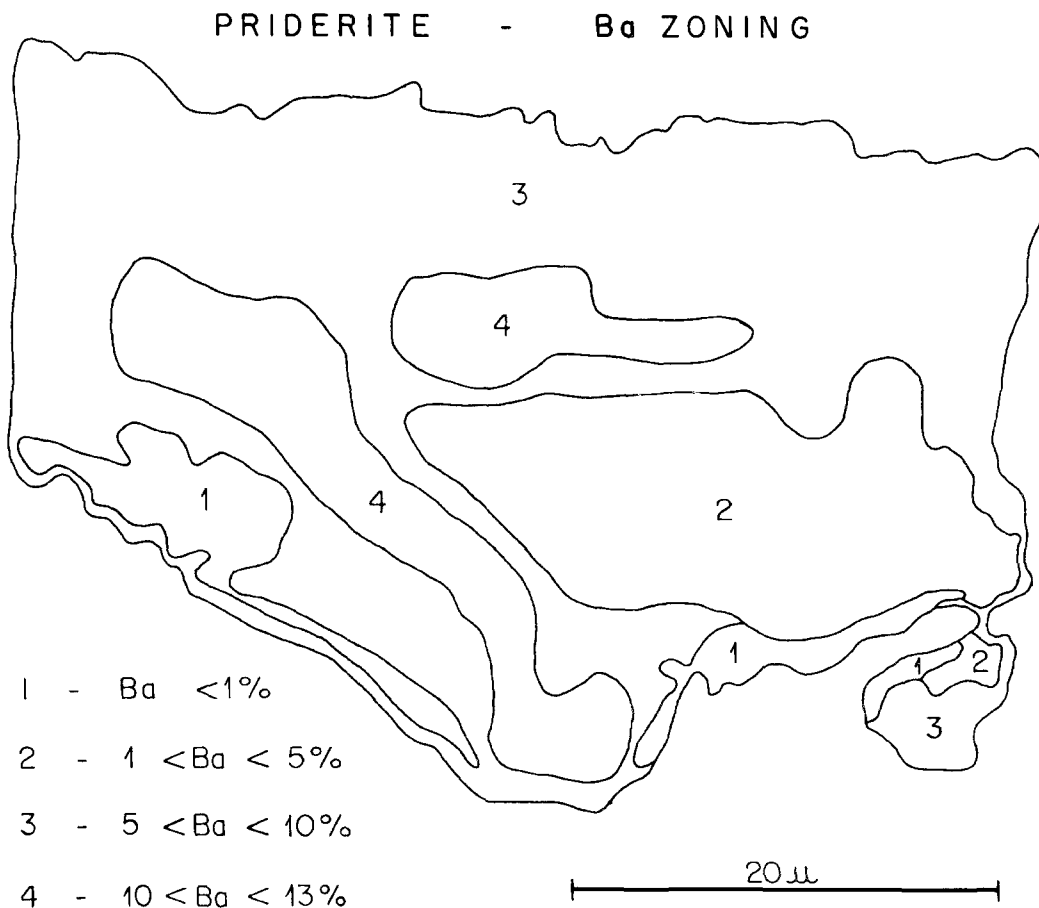 PRIDERITE - Ba ZONING
3
4
1
4
2
1
1
2
3
1 - Ba <1%
2 - 1 <Ba < 5%
3 - 5 <Ba < 10%
4 - 10 <Ba < 13%
20 µ